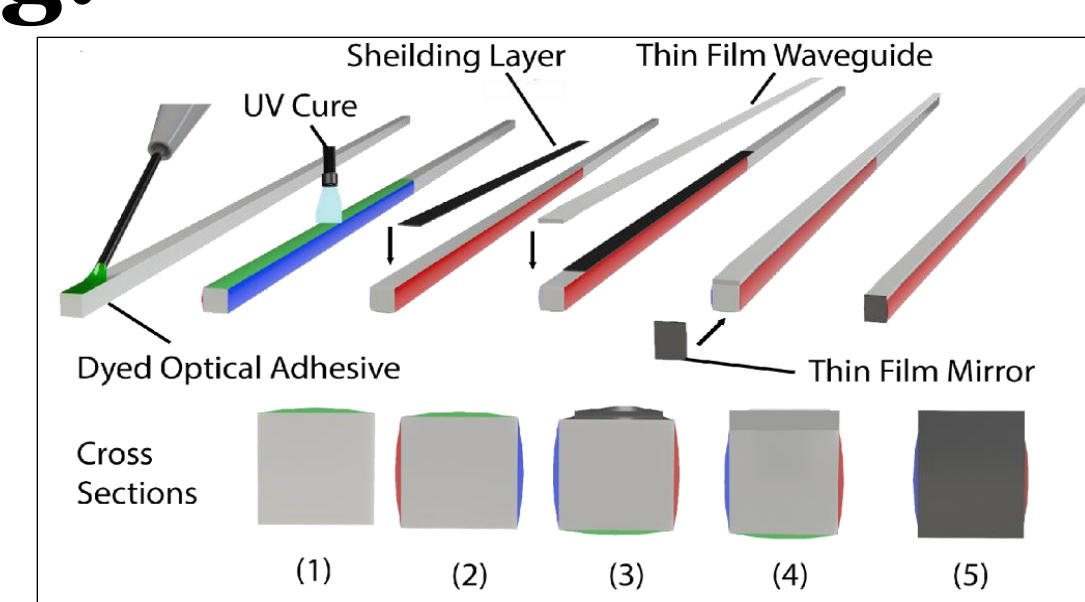 g.
Sheilding Layer
Thin Film Waveguide
UV Cure
Dyed Optical Adhesive
Thin Film Mirror
Cross
Sections
(1)
(2)
(3)
(4)
(5)